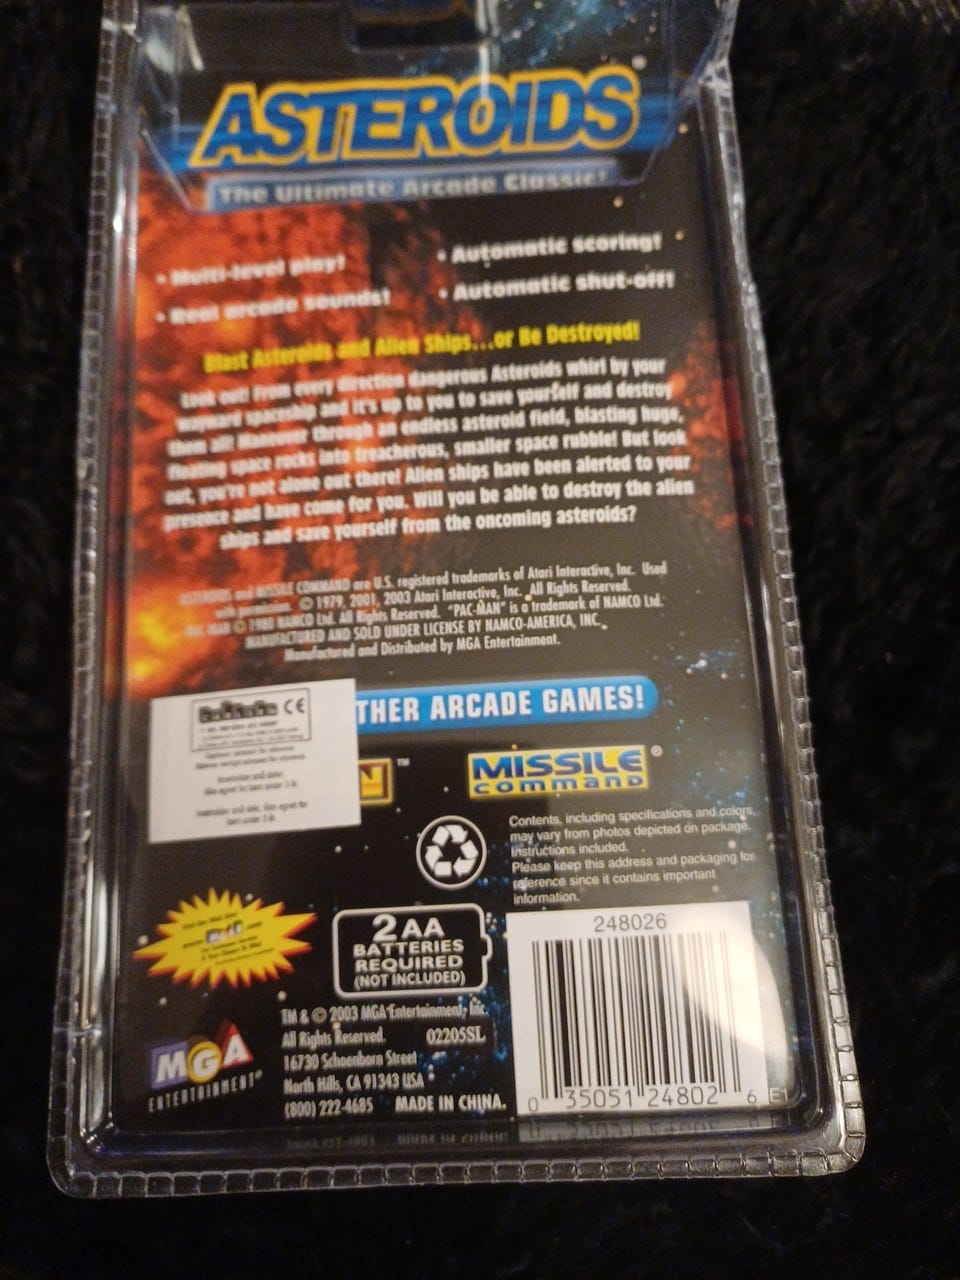 ASTEROIDS®
The Ultimate Arcade Classic!
• Multi-level play!
• Automatic scoring!
• Real arcade sounds!
• Automatic shut-off!
Blast Asteroids and Alien Ships...or Be Destroyed!
Look out! From every direction dangerous Asteroids whirl by your
wayward spaceship and it's up to you to save yourself and destroy
them all! Maneuver through an endless asteroid field, blasting huge,
floating space rocks into treacherous, smaller space rubble! But look
out, you're not alone out there! Alien ships have been alerted to your
presence and have come for you. Will you be able to destroy the alien
ships and save yourself from the oncoming asteroids?
ASTEROIDS and MISSILE COMMAND are U.S. registered trademarks of Atari Interactive, Inc. Used
with permission. © 1979, 2001, 2003 Atari Interactive, Inc. All Rights Reserved.
PAC-MAN © 1980 NAMCO Ltd. All Rights Reserved. "PAC-MAN" is a trademark of NAMCO Ltd.
MANUFACTURED AND SOLD UNDER LICENSE BY NAMCO-AMERICA, INC.
Manufactured and Distributed by MGA Entertainment.
THER ARCADE GAMES!
CE
N™
MISSILE®
COMMAND
Contents, including specifications and colors,
may vary from photos depicted on package.
Instructions included.
Please keep this address and packaging for
reference since it contains important
information.
2 AA
BATTERIES
REQUIRED
(NOT INCLUDED)
MGA
ENTERTAINMENT™
TM & © 2003 MGA Entertainment, Inc.
All Rights Reserved. 02205SL
16730 Schoenborn Street
North Hills, CA 91343 USA
(800) 222-4685 MADE IN CHINA.
248026
0 35051 24802 6 E1